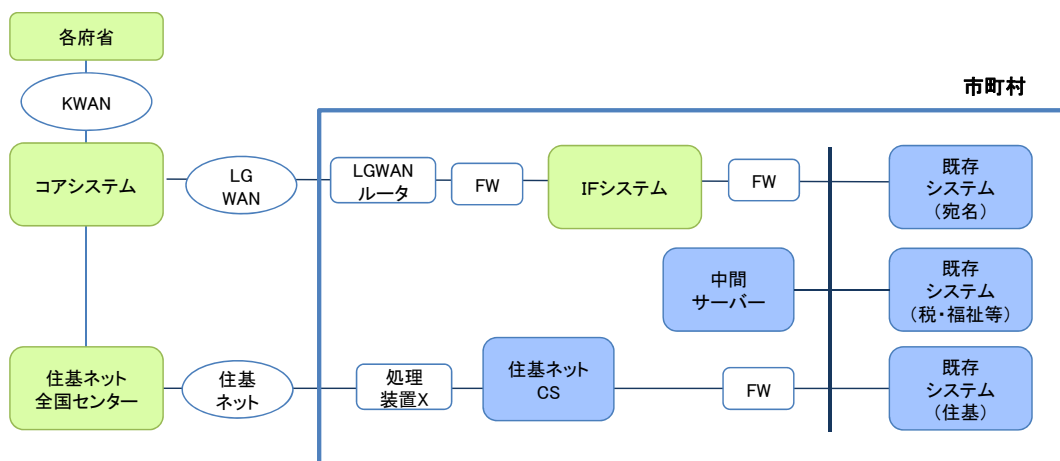 各府省
KWAN
市町村
コアシステム
LG
WAN
LGWAN
ルータ
FW
IFシステム
FW
既存
システム
（宛名）
中間
サーバー
既存
システム
（税・福祉等）
住基ネット
全国センター
住基
ネット
処理
装置X
住基ネット
CS
FW
既存
システム
（住基）